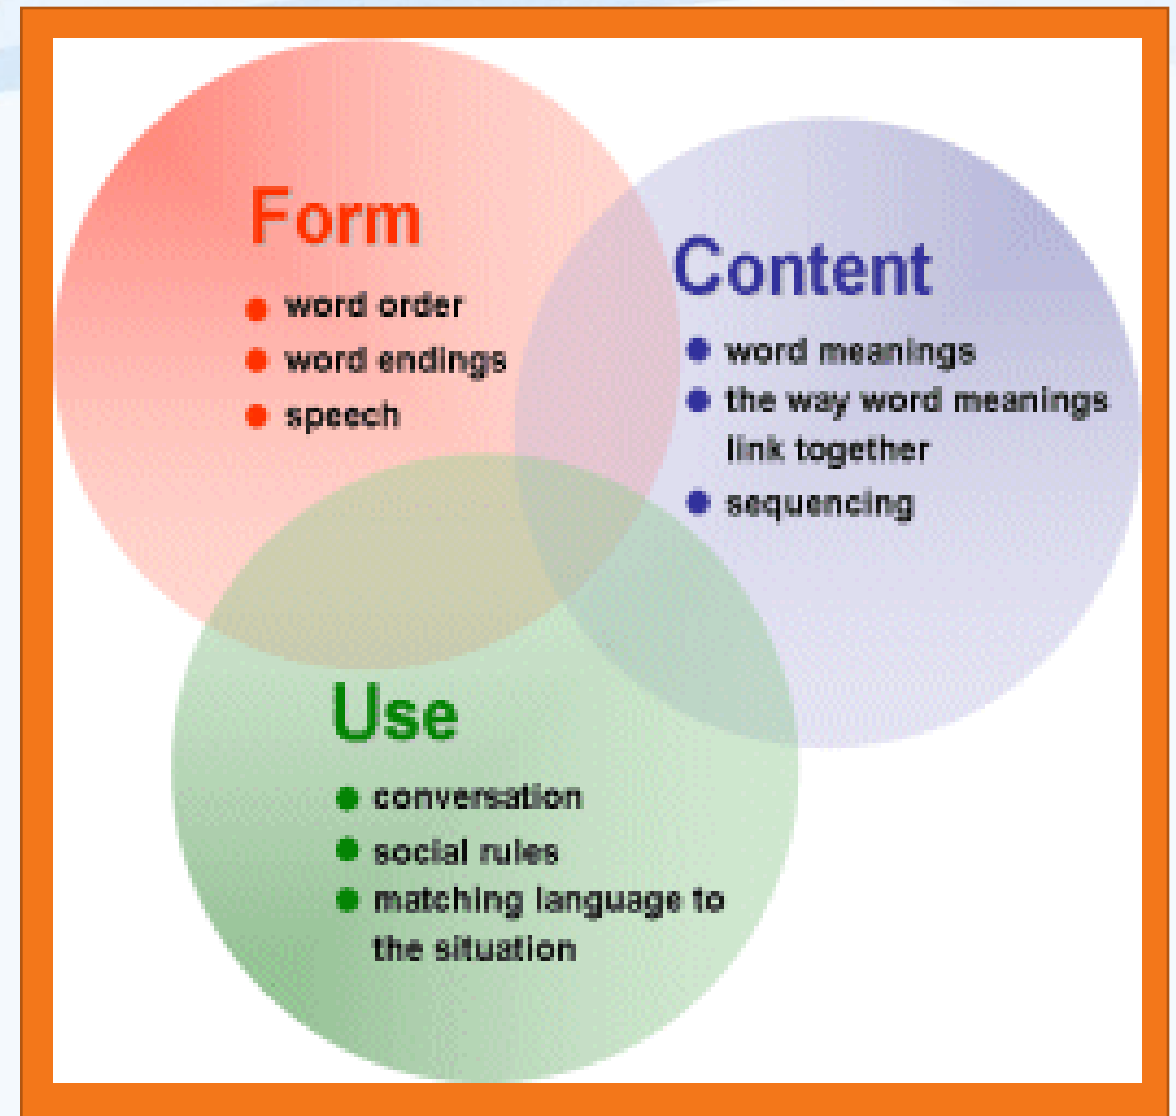 Form
word order
word endings
speech
Content
word meanings
the way word meanings
link together
sequencing
Use
conversation
social rules
matching language to
the situation